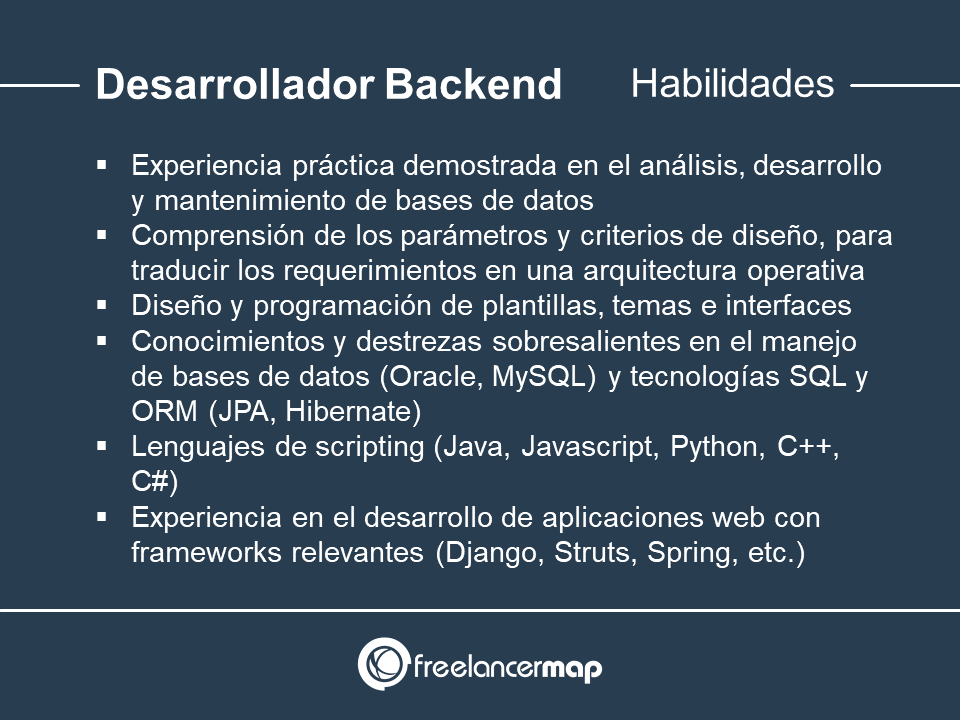 Desarrollador Backend Habilidades
▪ Experiencia práctica demostrada en el análisis, desarrollo
y mantenimiento de bases de datos
▪ Comprensión de los parámetros y criterios de diseño, para
traducir los requerimientos en una arquitectura operativa
▪ Diseño y programación de plantillas, temas e interfaces
▪ Conocimientos y destrezas sobresalientes en el manejo
de bases de datos (Oracle, MySQL) y tecnologías SQL y
ORM (JPA, Hibernate)
▪ Lenguajes de scripting (Java, Javascript, Python, C++,
C#)
▪ Experiencia en el desarrollo de aplicaciones web con
frameworks relevantes (Django, Struts, Spring, etc.)
freelancermap